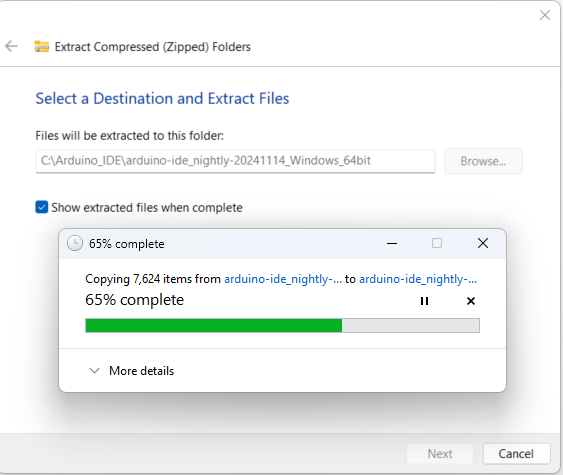 Extract Compressed (Zipped) Folders
Select a Destination and Extract Files
Files will be extracted to this folder:
C:\Arduino_IDE\arduino-ide_nightly-20241114_Windows_64bit
Browse...
Show extracted files when complete
65% complete
Copying 7,624 items from arduino-ide_nightly-... to arduino-ide_nightly-...
65% complete
More details
Next
Cancel